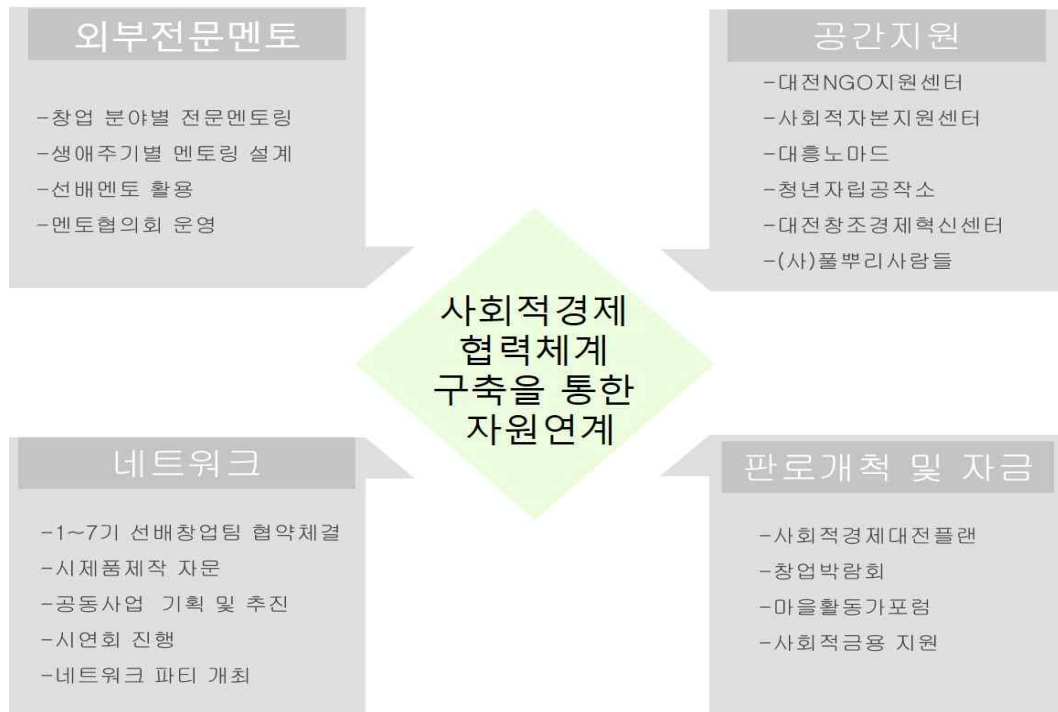 외부전문멘토
-창업 분야별 전문멘토링
-생애주기별 멘토링 설계
-선배멘토 활용
-멘토협의회 운영
공간지원
-대전NGO지원센터
-사회적자본지원센터
-대흥노마드
-청년자립공작소
-대전창조경제혁신센터
-(사)풀뿌리사람들
사회적경제
협력체계
구축을 통한
자원연계
네트워크
-1~7기 선배창업팀 협약체결
-시제품제작 자문
-공동사업 기획 및 추진
-시연회 진행
-네트워크 파티 개최
판로개척 및 자금
-사회적경제대전플랜
-창업박람회
-마을활동가포럼
-사회적금융 지원